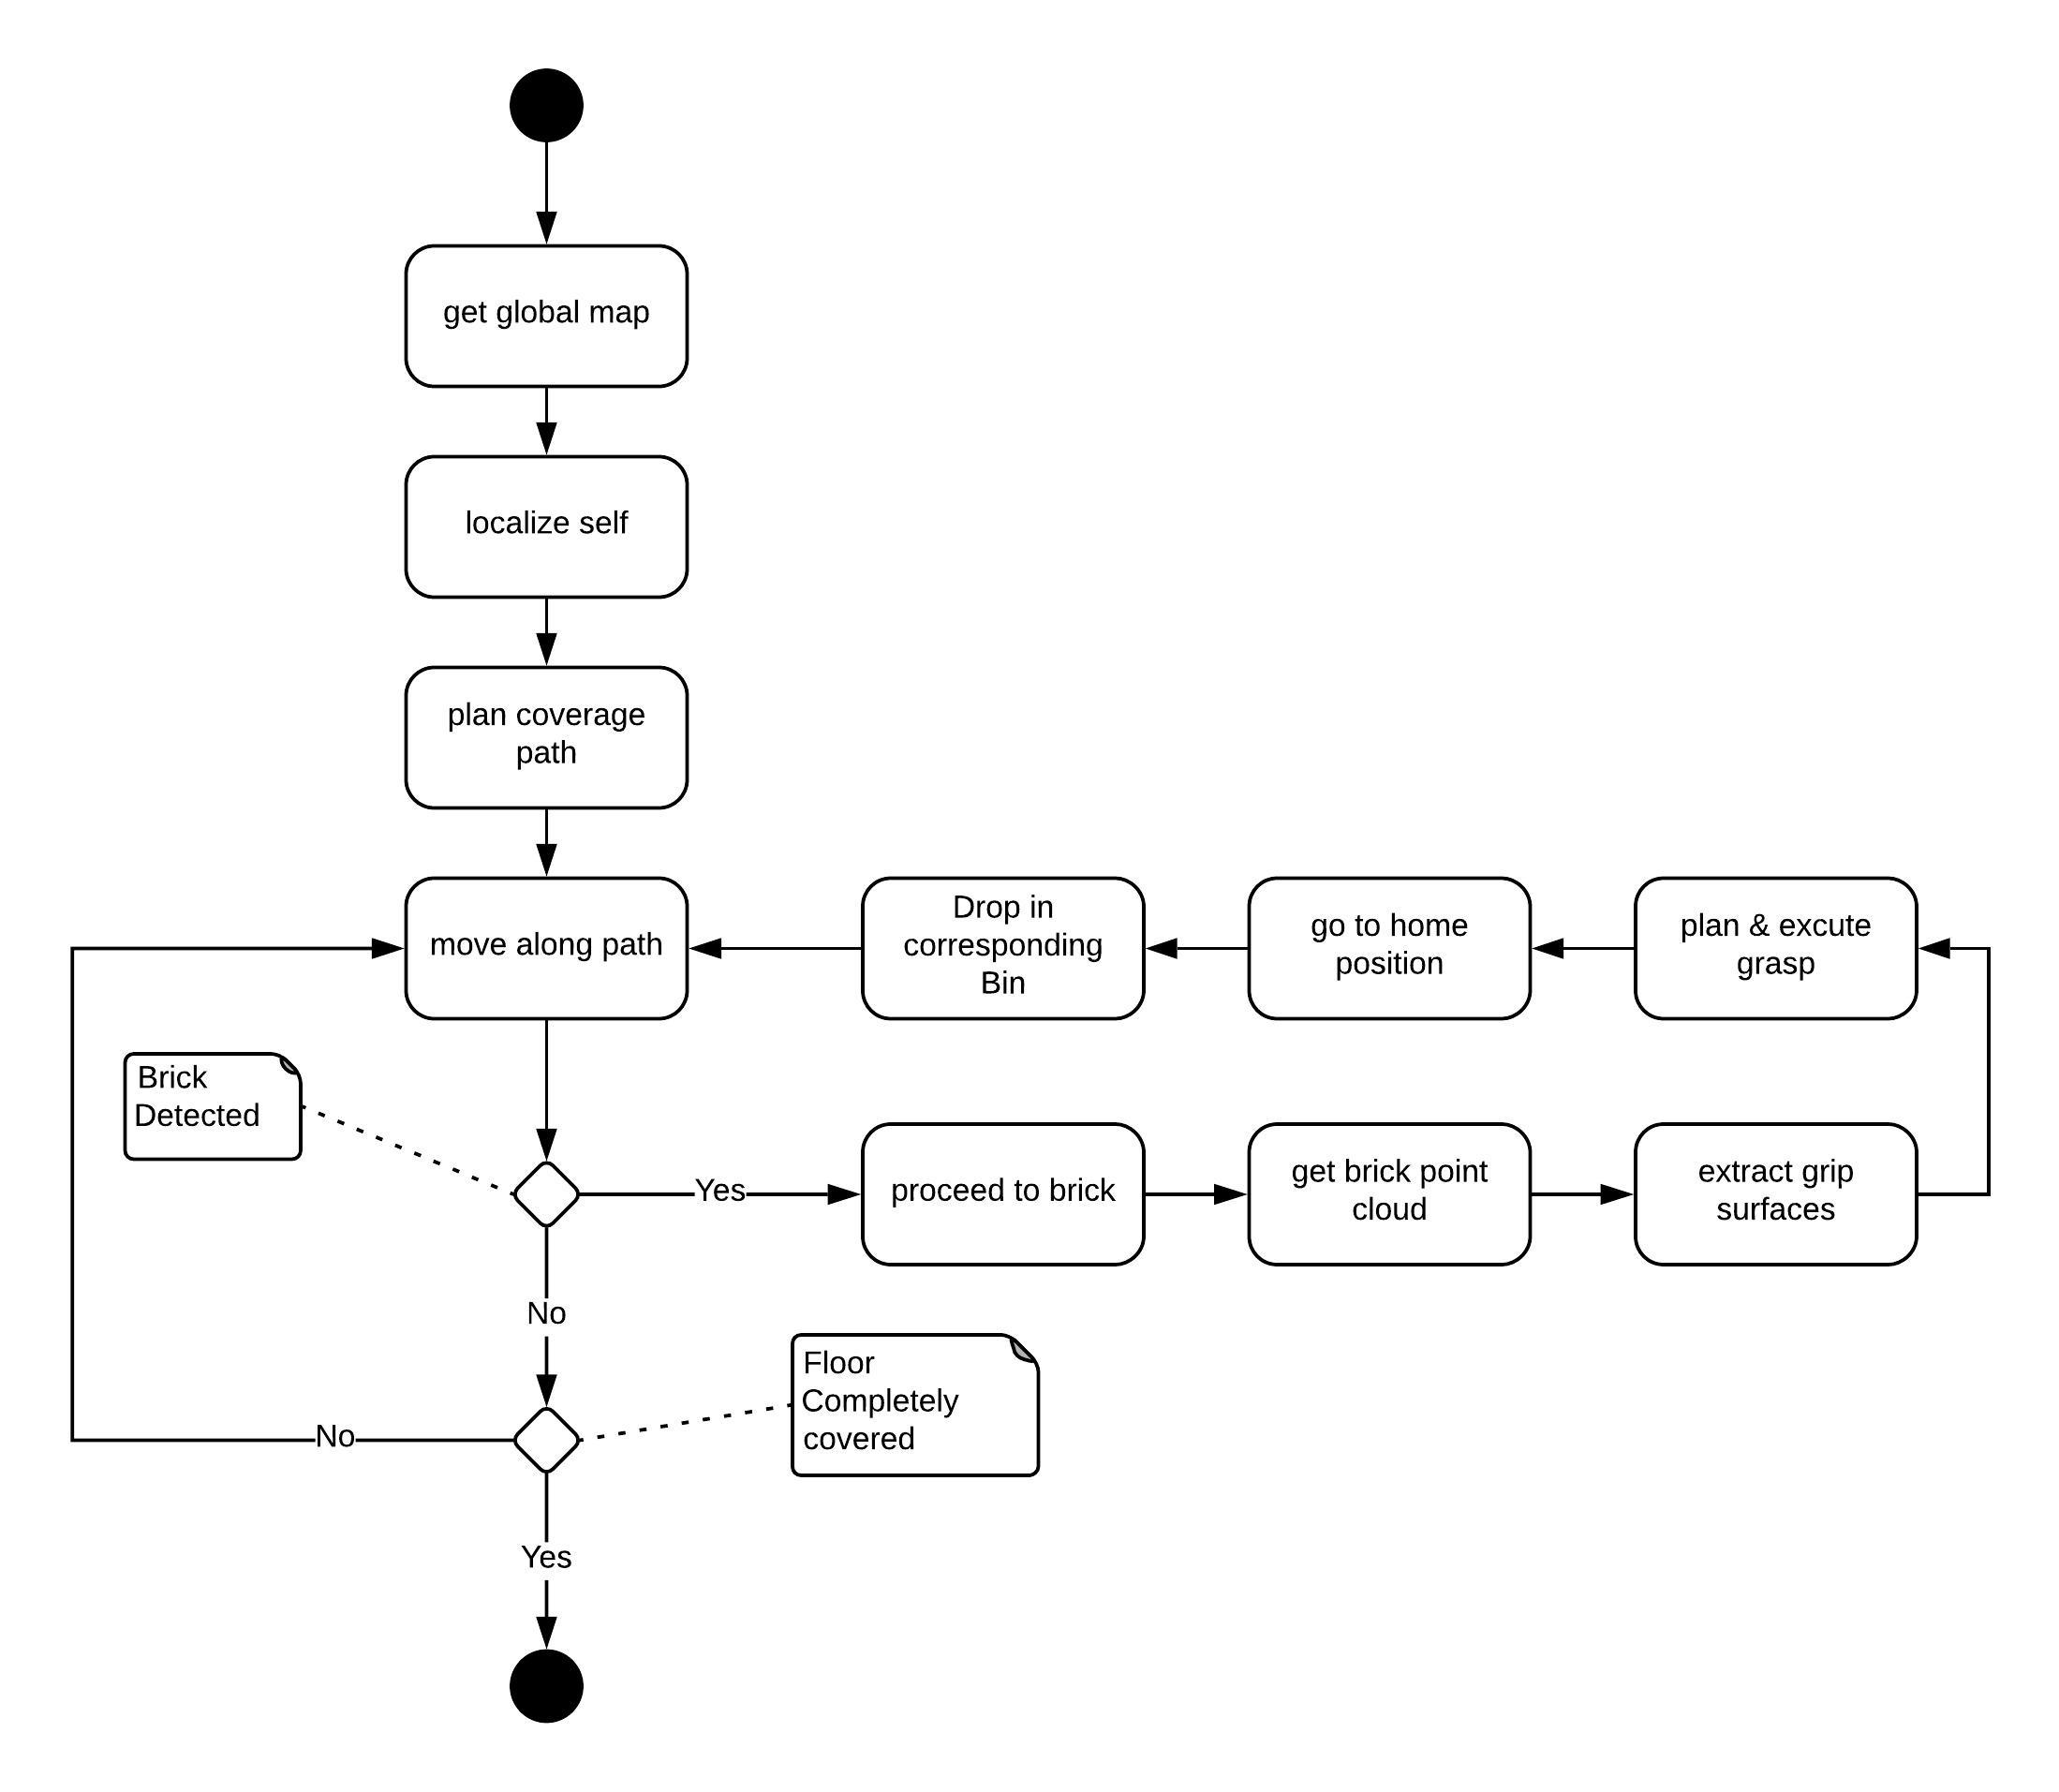 get global map
localize self
plan coverage
path
move along path
Drop in
corresponding
Bin
go to home
position
plan & excute
grasp
Brick
Detected
Yes
proceed to brick
get brick point
cloud
extract grip
surfaces
No
Floor
Completely
covered
No
Yes